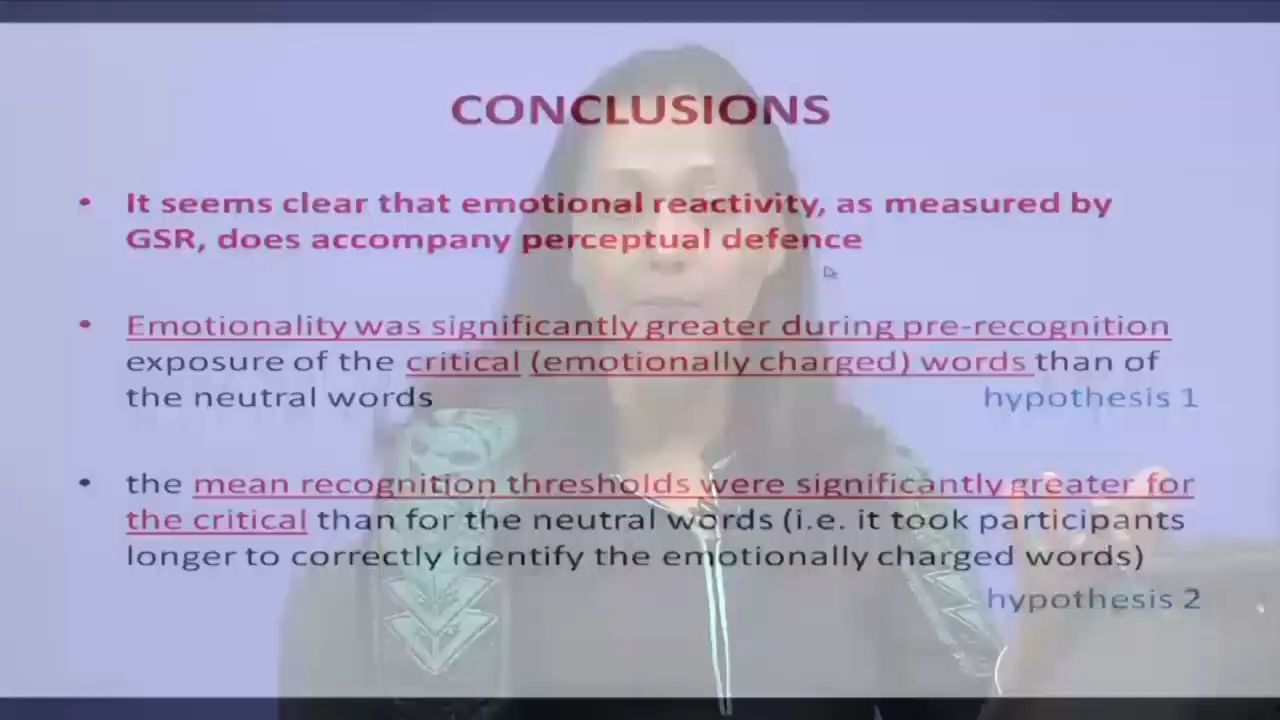 CONCLUSIONS
• It seems clear that emotional reactivity, as measured by
GSR, does accompany perceptual defence
• Emotionality was significantly greater during pre-recognition
exposure of the critical (emotionally charged) words than of
the neutral words hypothesis 1
• the mean recognition thresholds were significantly greater for
the critical than for the neutral words (i.e. it took participants
longer to correctly identify the emotionally charged words)
hypothesis 2